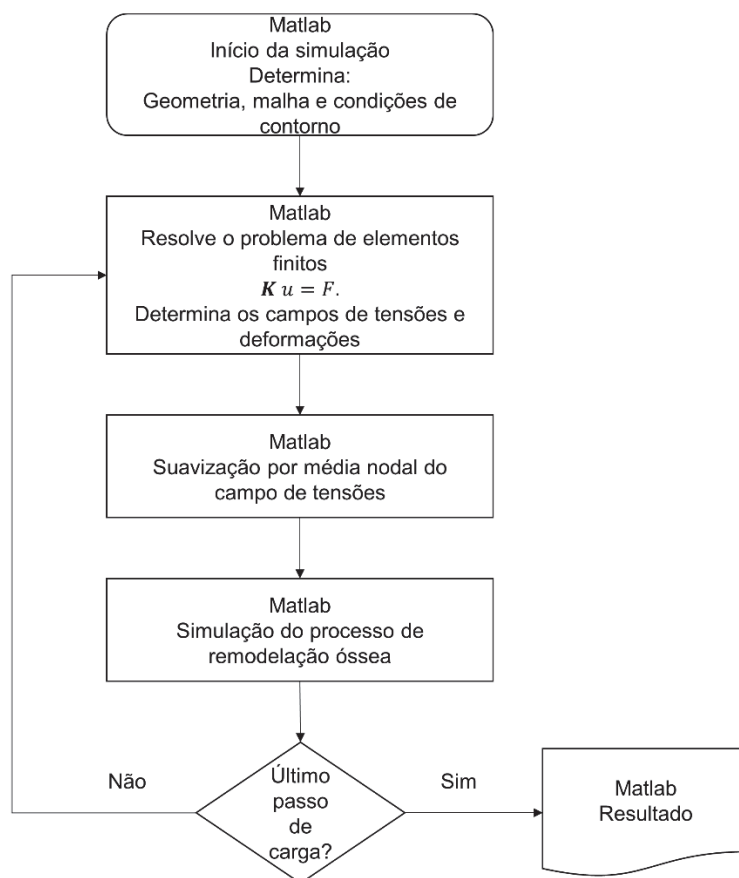 Matlab
Início da simulação
Determina:
Geometria, malha e condições de
contorno
Matlab
Resolve o problema de elementos
finitos
K u = F.
Determina os campos de tensões e
deformações
Matlab
Suavização por média nodal do
campo de tensões
Matlab
Simulação do processo de
remodelação óssea
Último
passo
de
carga?
Não
Sim
Matlab
Resultado